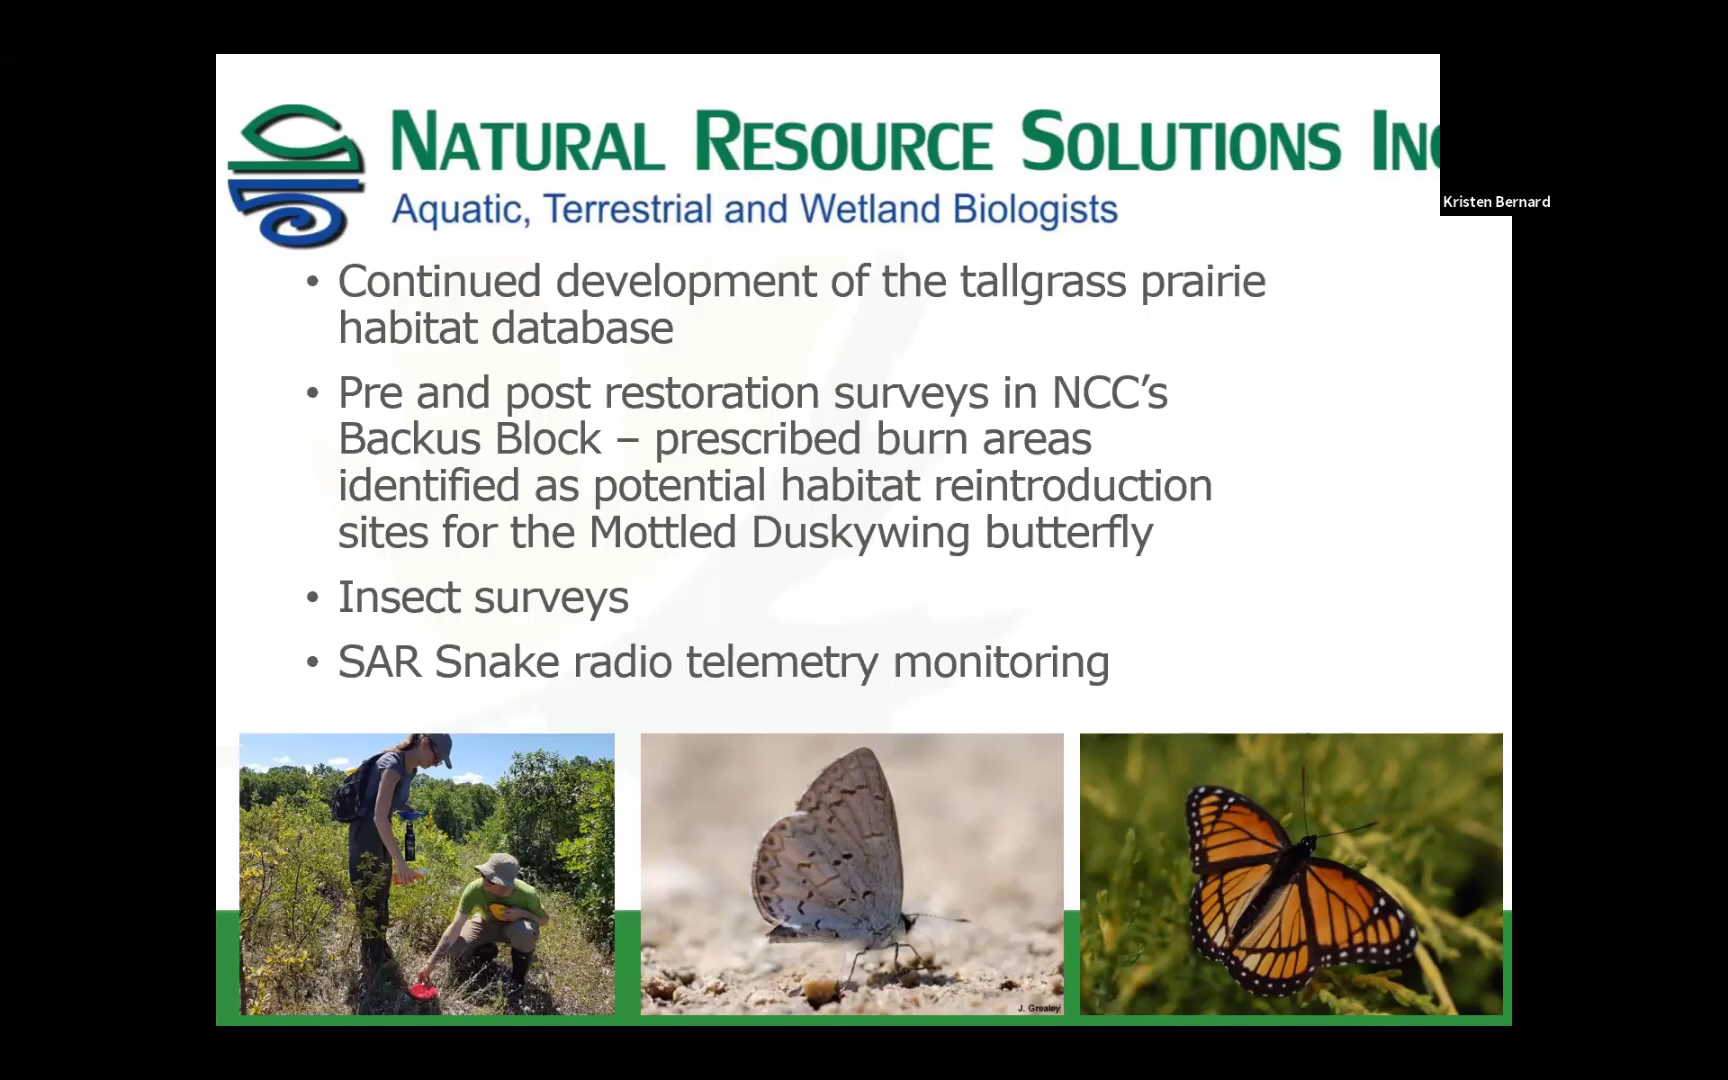 NATURAL RESOURCE SOLUTIONS INC
Aquatic, Terrestrial and Wetland Biologists
Kristen Bernard
• Continued development of the tallgrass prairie
habitat database
• Pre and post restoration surveys in NCC’s
Backus Block – prescribed burn areas
identified as potential habitat reintroduction
sites for the Mottled Duskywing butterfly
• Insect surveys
• SAR Snake radio telemetry monitoring
J. Grealey